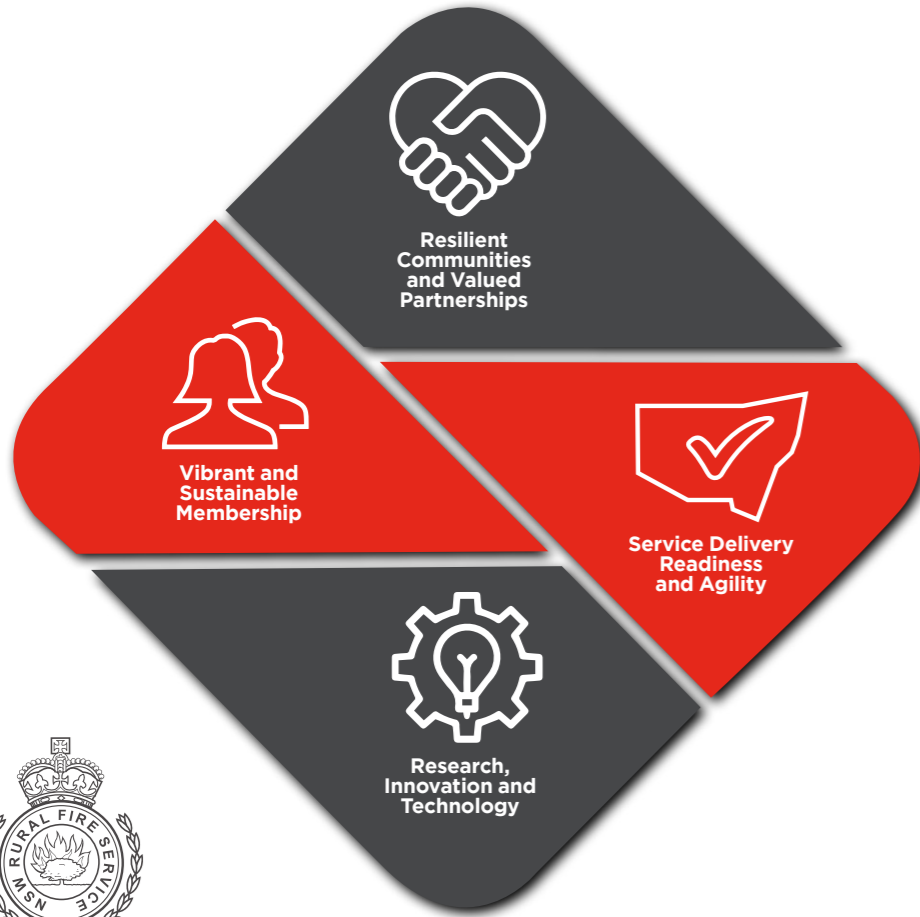 Resilient
Communities
and Valued
Partnerships
Vibrant and
Sustainable
Membership
Service Delivery
Readiness
and Agility
Research,
Innovation and
Technology
NSW RURAL FIRE SERVICE